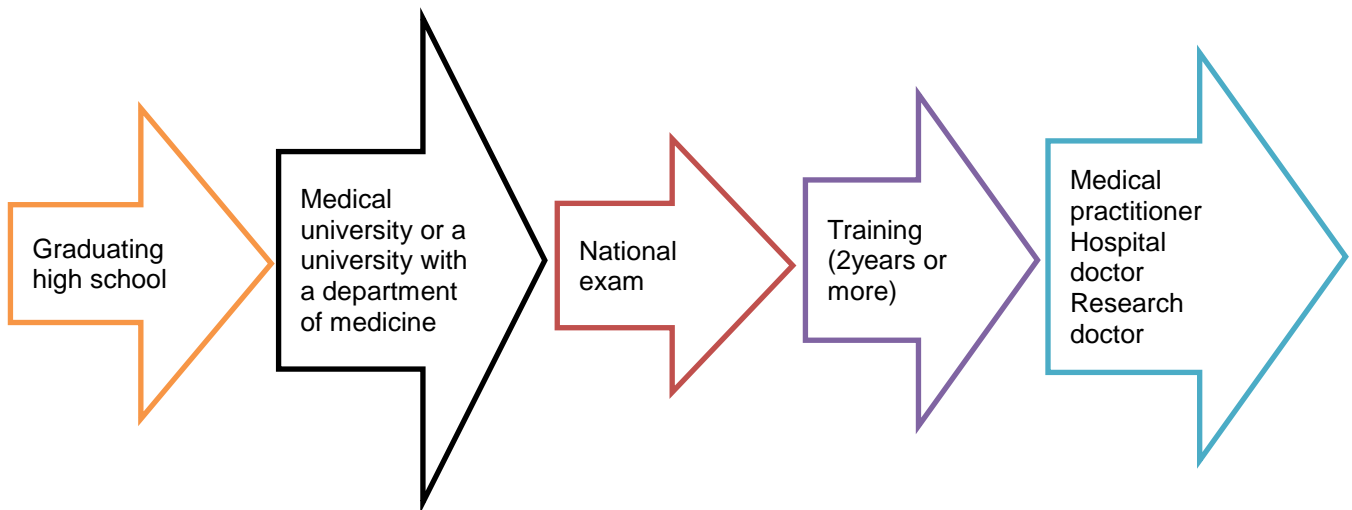 Graduating
high school
Medical
university or a
university with
a department
of medicine
National
exam
Training
(2years or
more)
Medical
practitioner
Hospital
doctor
Research
doctor